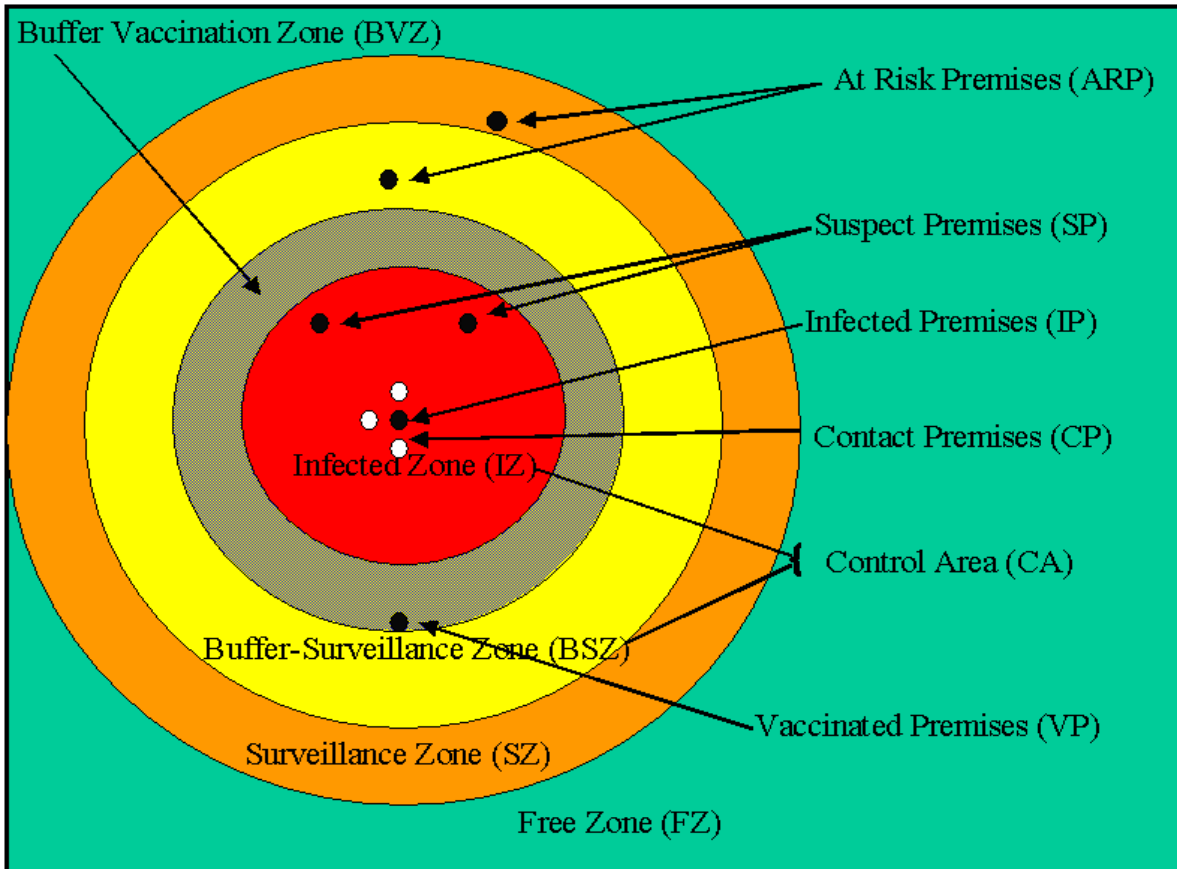 Buffer Vaccination Zone (BVZ)
At Risk Premises (ARP)
Suspect Premises (SP)
Infected Premises (IP)
Contact Premises (CP)
Infected Zone (IZ)
Control Area (CA)
Buffer-Surveillance Zone (BSZ)
Vaccinated Premises (VP)
Surveillance Zone (SZ)
Free Zone (FZ)